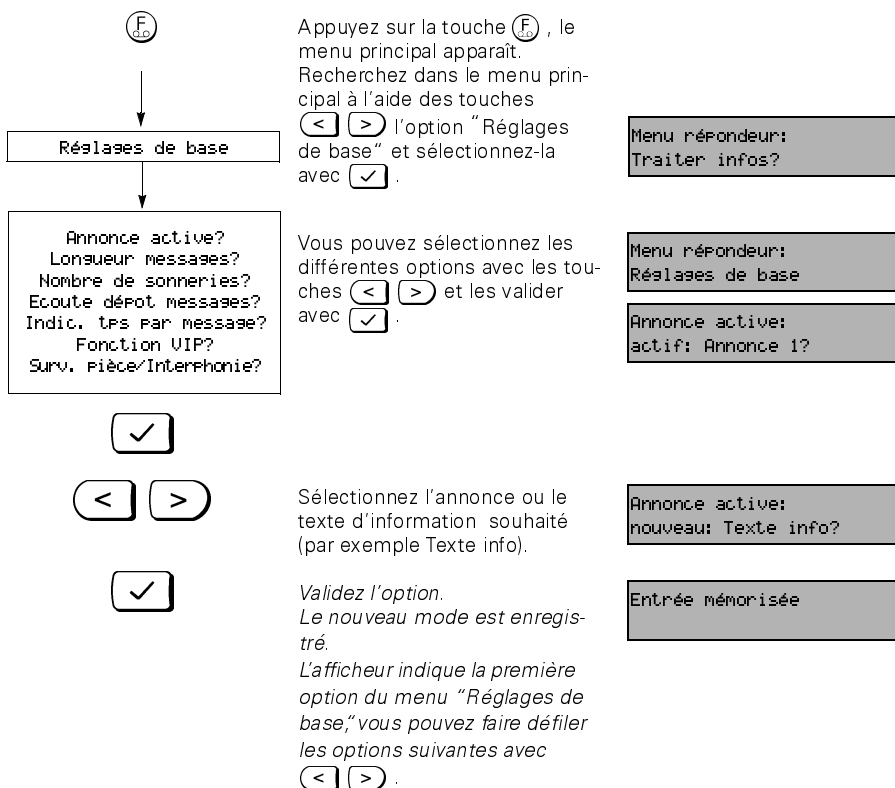 F
Appuyez sur la touche F , le
menu principal apparaît.
Recherchez dans le menu prin-
cipal à l'aide des touches
< > l'option "Réglages
de base" et sélectionnez-la
avec ✓ .
Réglages de base
Menu répondeur:
Traiter infos?
Annonce active?
Longueur messages?
Nombre de sonneries?
Ecoute dépot messages?
Indic. tps par message?
Fonction VIP?
Surv. pièce/Interphonie?
Vous pouvez sélectionnez les
différentes options avec les tou-
ches < > et les valider
avec ✓ .
Menu répondeur:
Réglages de base
Annonce active:
actif: Annonce 1?
✓
< >
Sélectionnez l'annonce ou le
texte d'information souhaité
(par exemple Texte info).
Annonce active:
nouveau: Texte info?
✓
Validez l'option.
Le nouveau mode est enregis-
tré.
L'afficheur indique la première
option du menu "Réglages de
base," vous pouvez faire défiler
les options suivantes avec
< > .
Entrée mémorisée